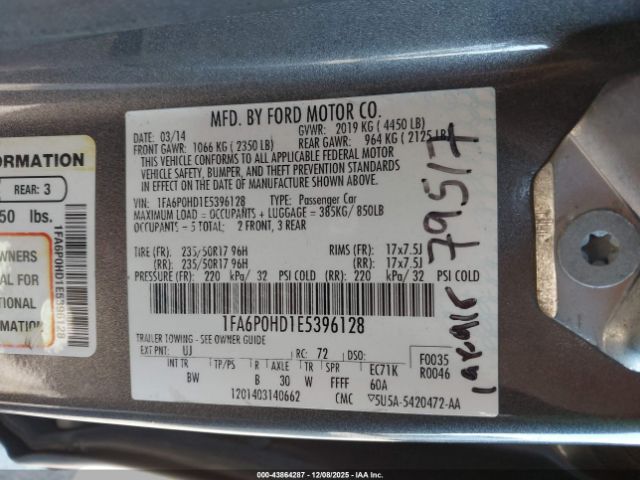 MFD. BY FORD MOTOR CO.
DATE: 03/14 GVWR: 2019 KG ( 4450 LB)
FRONT GAWR: 1066 KG ( 2350 LB) REAR GAWR: 964 KG ( 2125 LB)
THIS VEHICLE CONFORMS TO ALL APPLICABLE FEDERAL MOTOR
VEHICLE SAFETY, BUMPER, AND THEFT PREVENTION STANDARDS
IN EFFECT ON THE DATE OF MANUFACTURE SHOWN ABOVE.
VIN: 1FA6P0HD1E5396128 TYPE: Passenger Car
MAXIMUM LOAD = OCCUPANTS + LUGGAGE = 385KG/ 850LB
OCCUPANTS - 5 TOTAL: 2 FRONT, 3 REAR
TIRE (FR): 235/50R17 96H RIMS (FR): 17x7.5J
(RR): 235/50R17 96H (RR): 17x7.5J
PRESSURE (FR): 220 kPa/ 32 PSI COLD (RR): 220 kPa/ 32 PSI COLD
1FA6P0HD1E5396128
TRAILER TOWING - SEE OWNER GUIDE
EXT PNT: UJ RC: 72 DSO: F0035
R0046
INT TR TP/PS R AXLE TR SPR EC71K
BW B 30 W FFFF 60A
1201403140662 CMC 5U5A-5420472-AA
79517
FORMATION
REAR: 3
50 lbs.
WNERS
AL FOR
TIONAL
TION
1FA6P0HD1E5396128
000-43864287 - 12/08/2025 - COPYRIGHT IAA, LLC.